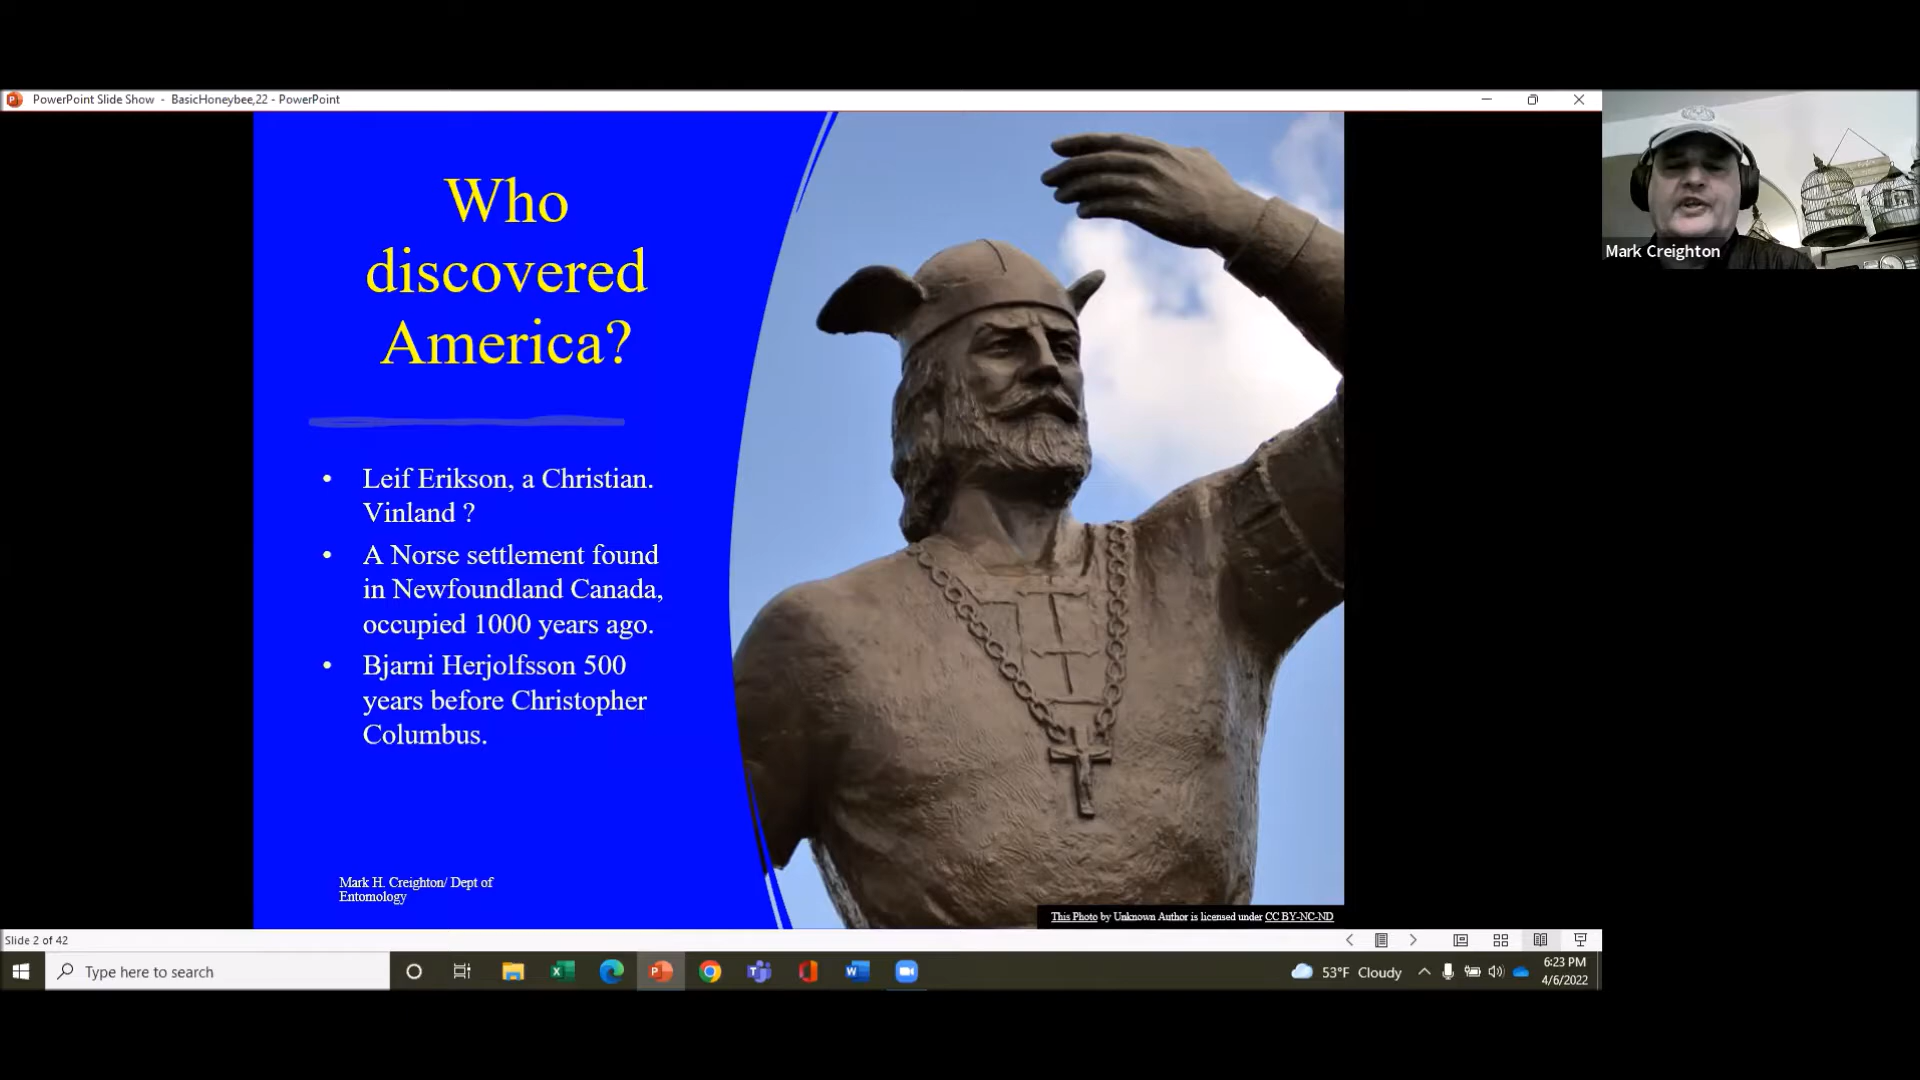 PowerPoint Slide Show - BasicHoneybee,22 - PowerPoint
Who
discovered
America?
• Leif Erikson, a Christian.
Vinland ?
• A Norse settlement found
in Newfoundland Canada,
occupied 1000 years ago.
• Bjarni Herjolfsson 500
years before Christopher
Columbus.
Mark H. Creighton/ Dept of
Entomology
This Photo by Unknown Author is licensed under CC BY-NC-ND
Mark Creighton
Slide 2 of 42
Type here to search
53°F Cloudy
6:23 PM
4/6/2022